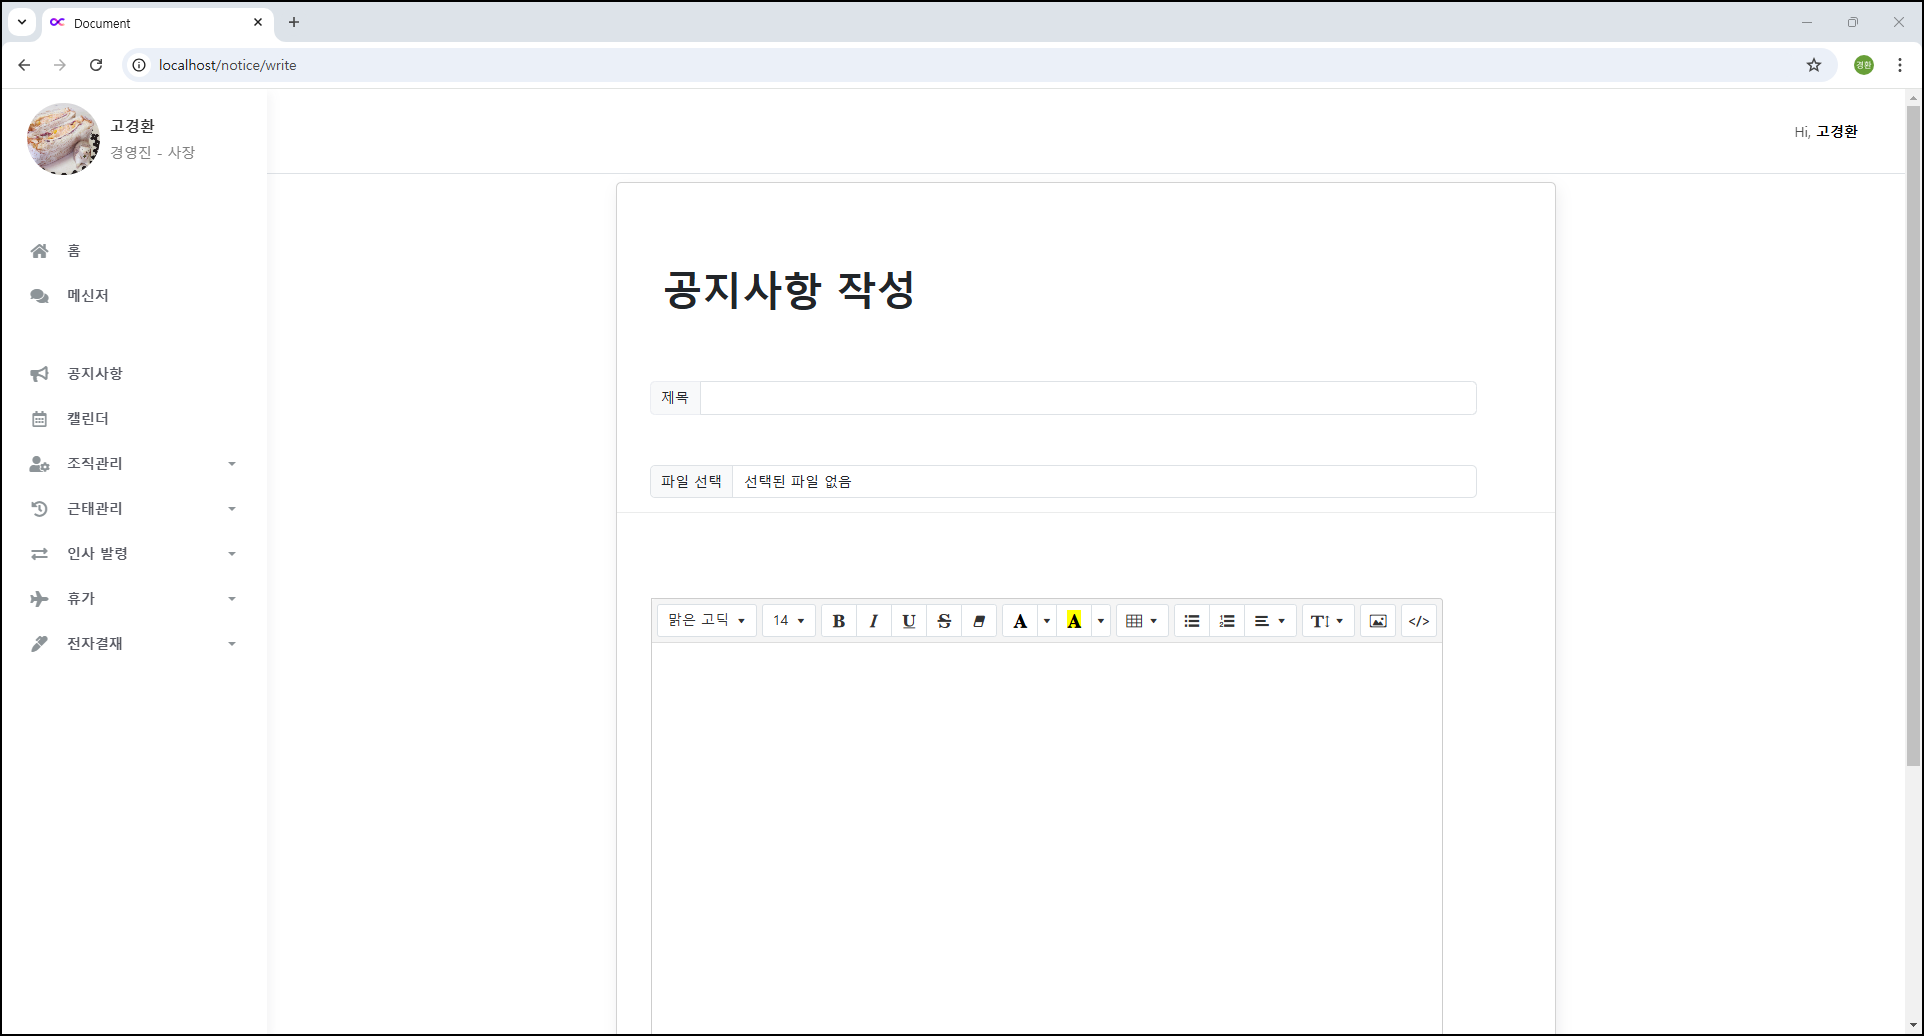 Document
localhost/notice/write
경환
고경환
경영진 - 사장
Hi, 고경환
홈
메신저
공지사항
캘린더
조직관리
근태관리
인사 발령
휴가
전자결재
공지사항 작성
제목
파일 선택 선택된 파일 없음
맑은 고딕 14 B I U S A A T </>